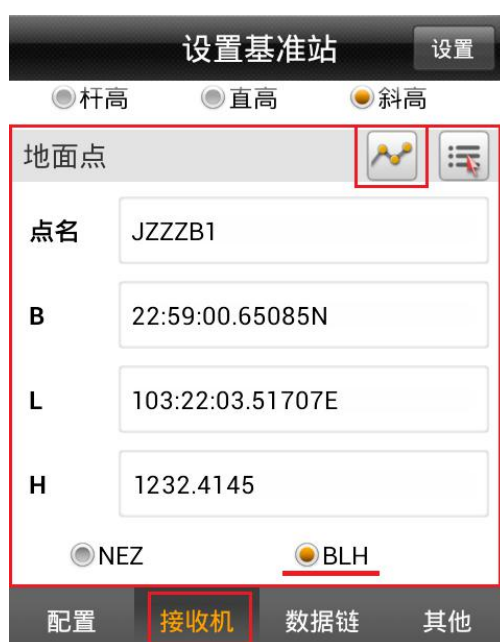 设置基准站 设置
杆高 直高 斜高
地面点
点名 JZZZB1
B 22:59:00.65085N
L 103:22:03.51707E
H 1232.4145
NEZ BLH
配置 接收机 数据链 其他